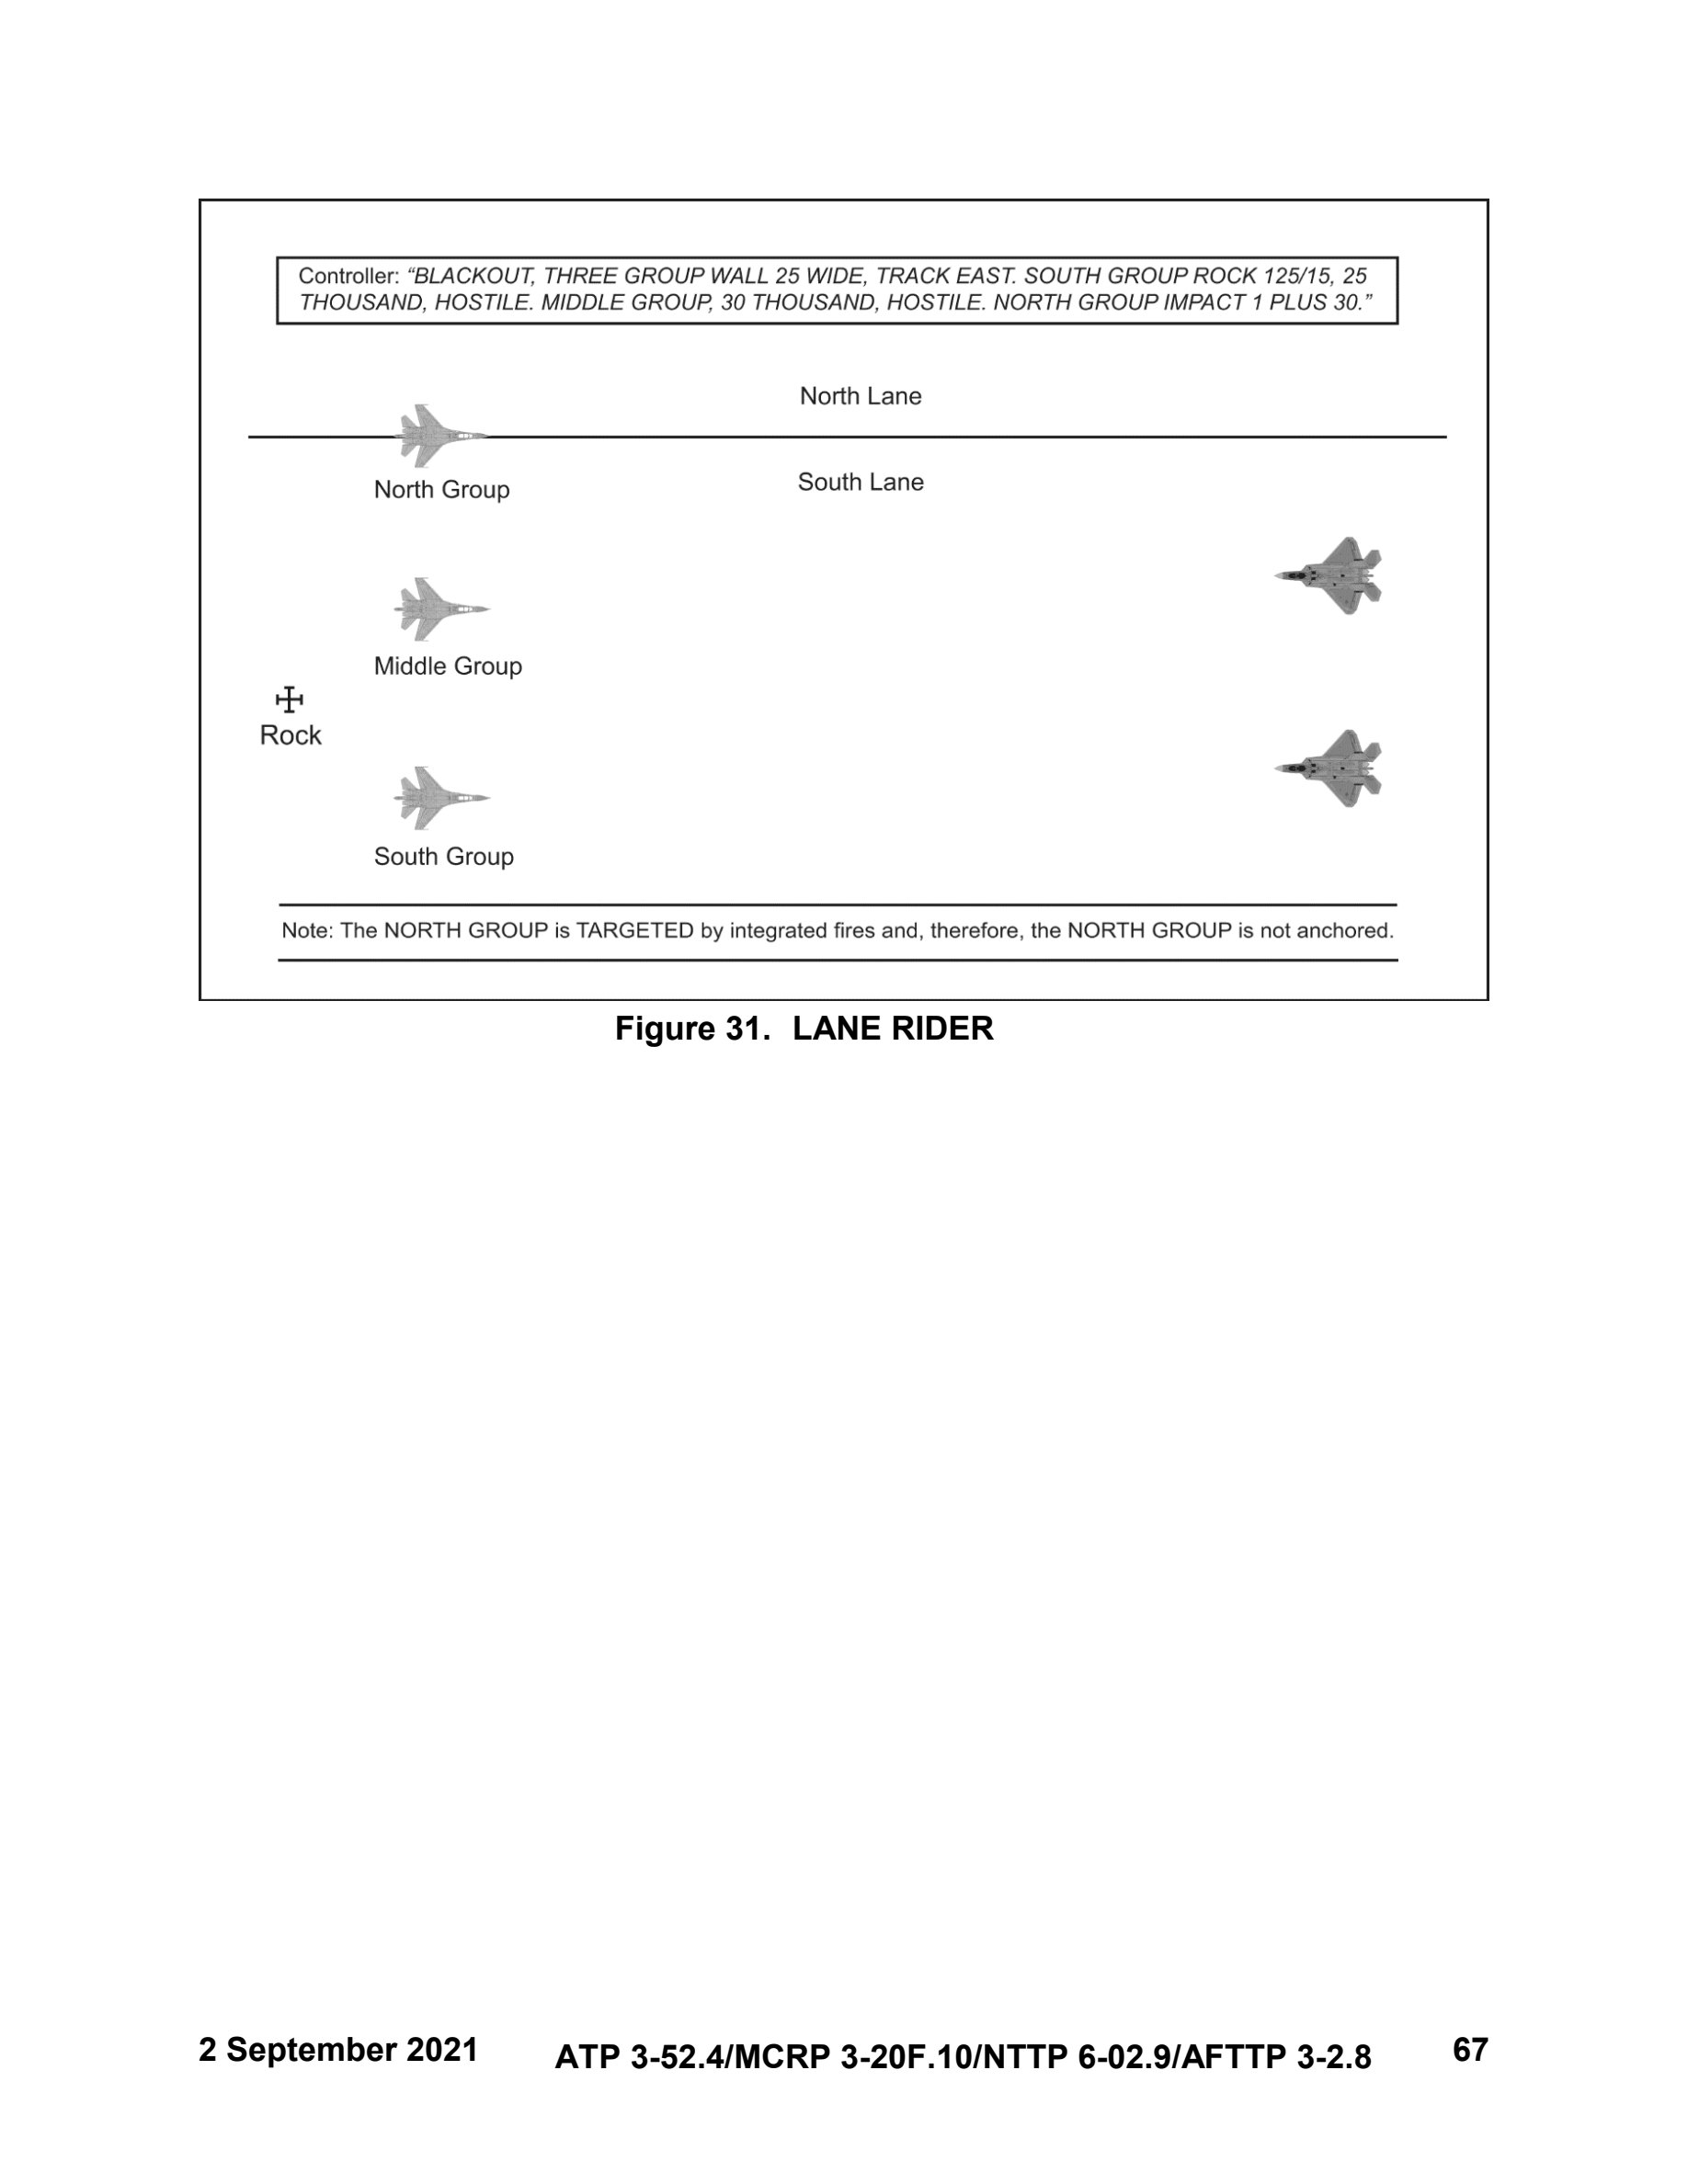 Controller: “BLACKOUT, THREE GROUP WALL 25 WIDE, TRACK EAST. SOUTH GROUP ROCK 125/15, 25
THOUSAND, HOSTILE. MIDDLE GROUP, 30 THOUSAND, HOSTILE. NORTH GROUP IMPACT 1 PLUS 30.”
North Lane
South Lane
North Group
Middle Group
Rock
South Group
Note: The NORTH GROUP is TARGETED by integrated fires and, therefore, the NORTH GROUP is not anchored.
Figure 31. LANE RIDER
2 September 2021 ATP 3-52.4/MCRP 3-20F.10/NTTP 6-02.9/AFTTP 3-2.8 67